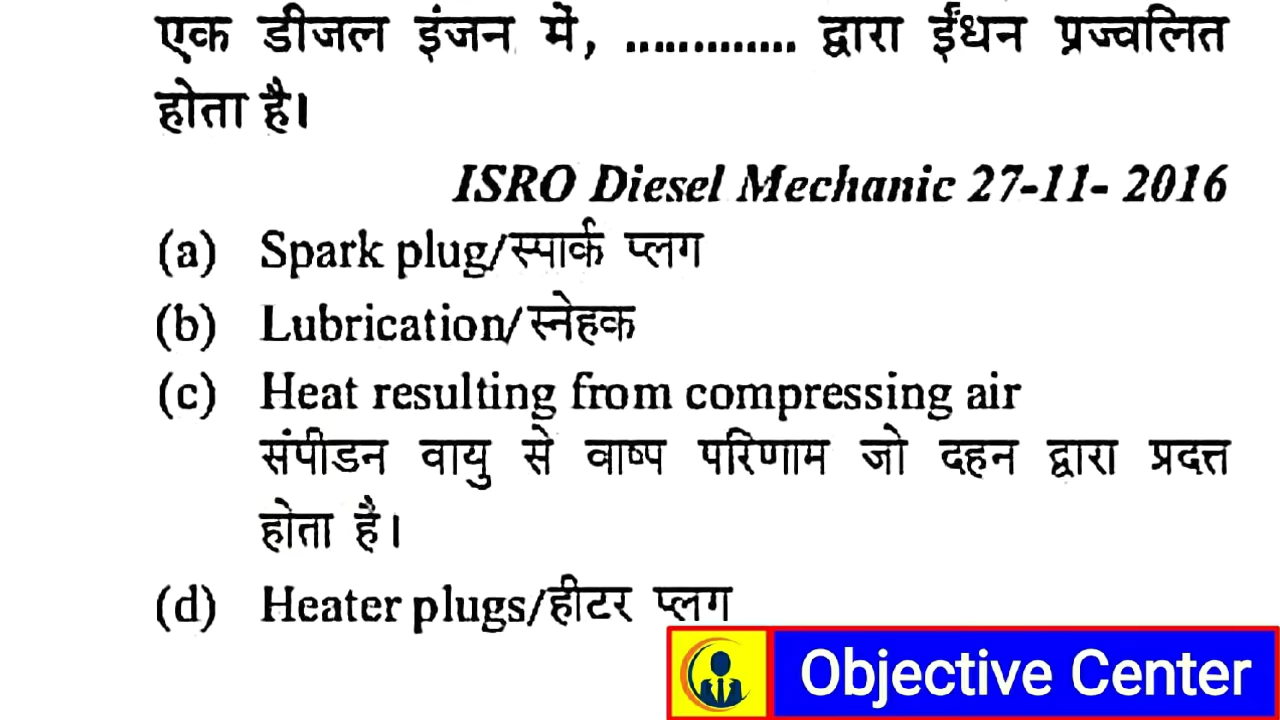 एक डीजल इंजन में, ............. द्वारा ईंधन प्रज्वलित
होता है।
ISRO Diesel Mechanic 27-11- 2016
(a) Spark plug/स्पार्क प्लग
(b) Lubrication/स्नेहक
(c) Heat resulting from compressing air
संपीडन वायु से वाष्प परिणाम जो दहन द्वारा प्रदत्त
होता है।
(d) Heater plugs/हीटर प्लग
Objective Center